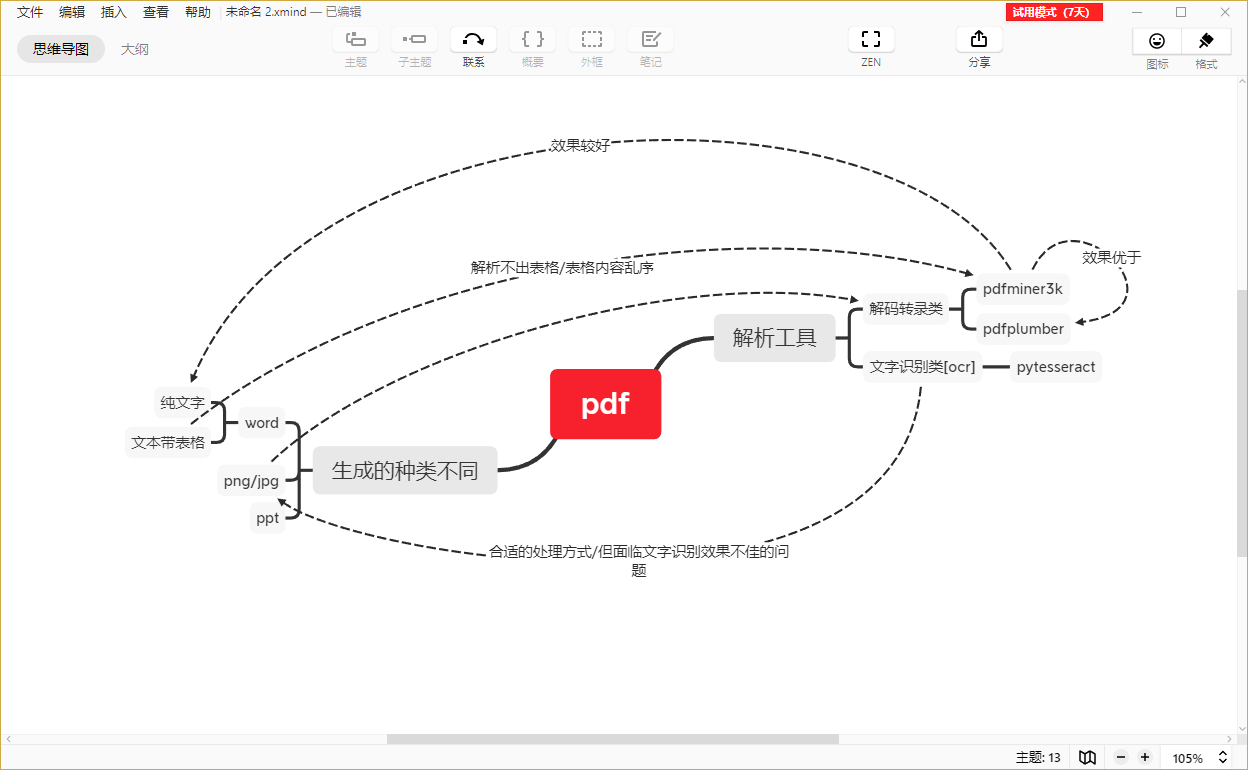 文件 编辑 插入 查看 帮助 未命名 2.xmind — 已编辑 试用模式 (7天)
思维导图 大纲
主题 子主题 联系 概要 外框 笔记 ZEN 分享 图标 格式
效果较好
效果优于
解析不出表格/表格内容乱序
pdfminer3k
解码转录类
pdfplumber
解析工具
文字识别类[ocr] pytesseract
pdf
纯文字
word
文本带表格
生成的种类不同
png/jpg
ppt
合适的处理方式/但面临文字识别效果不佳的问
题
主题: 13 105%